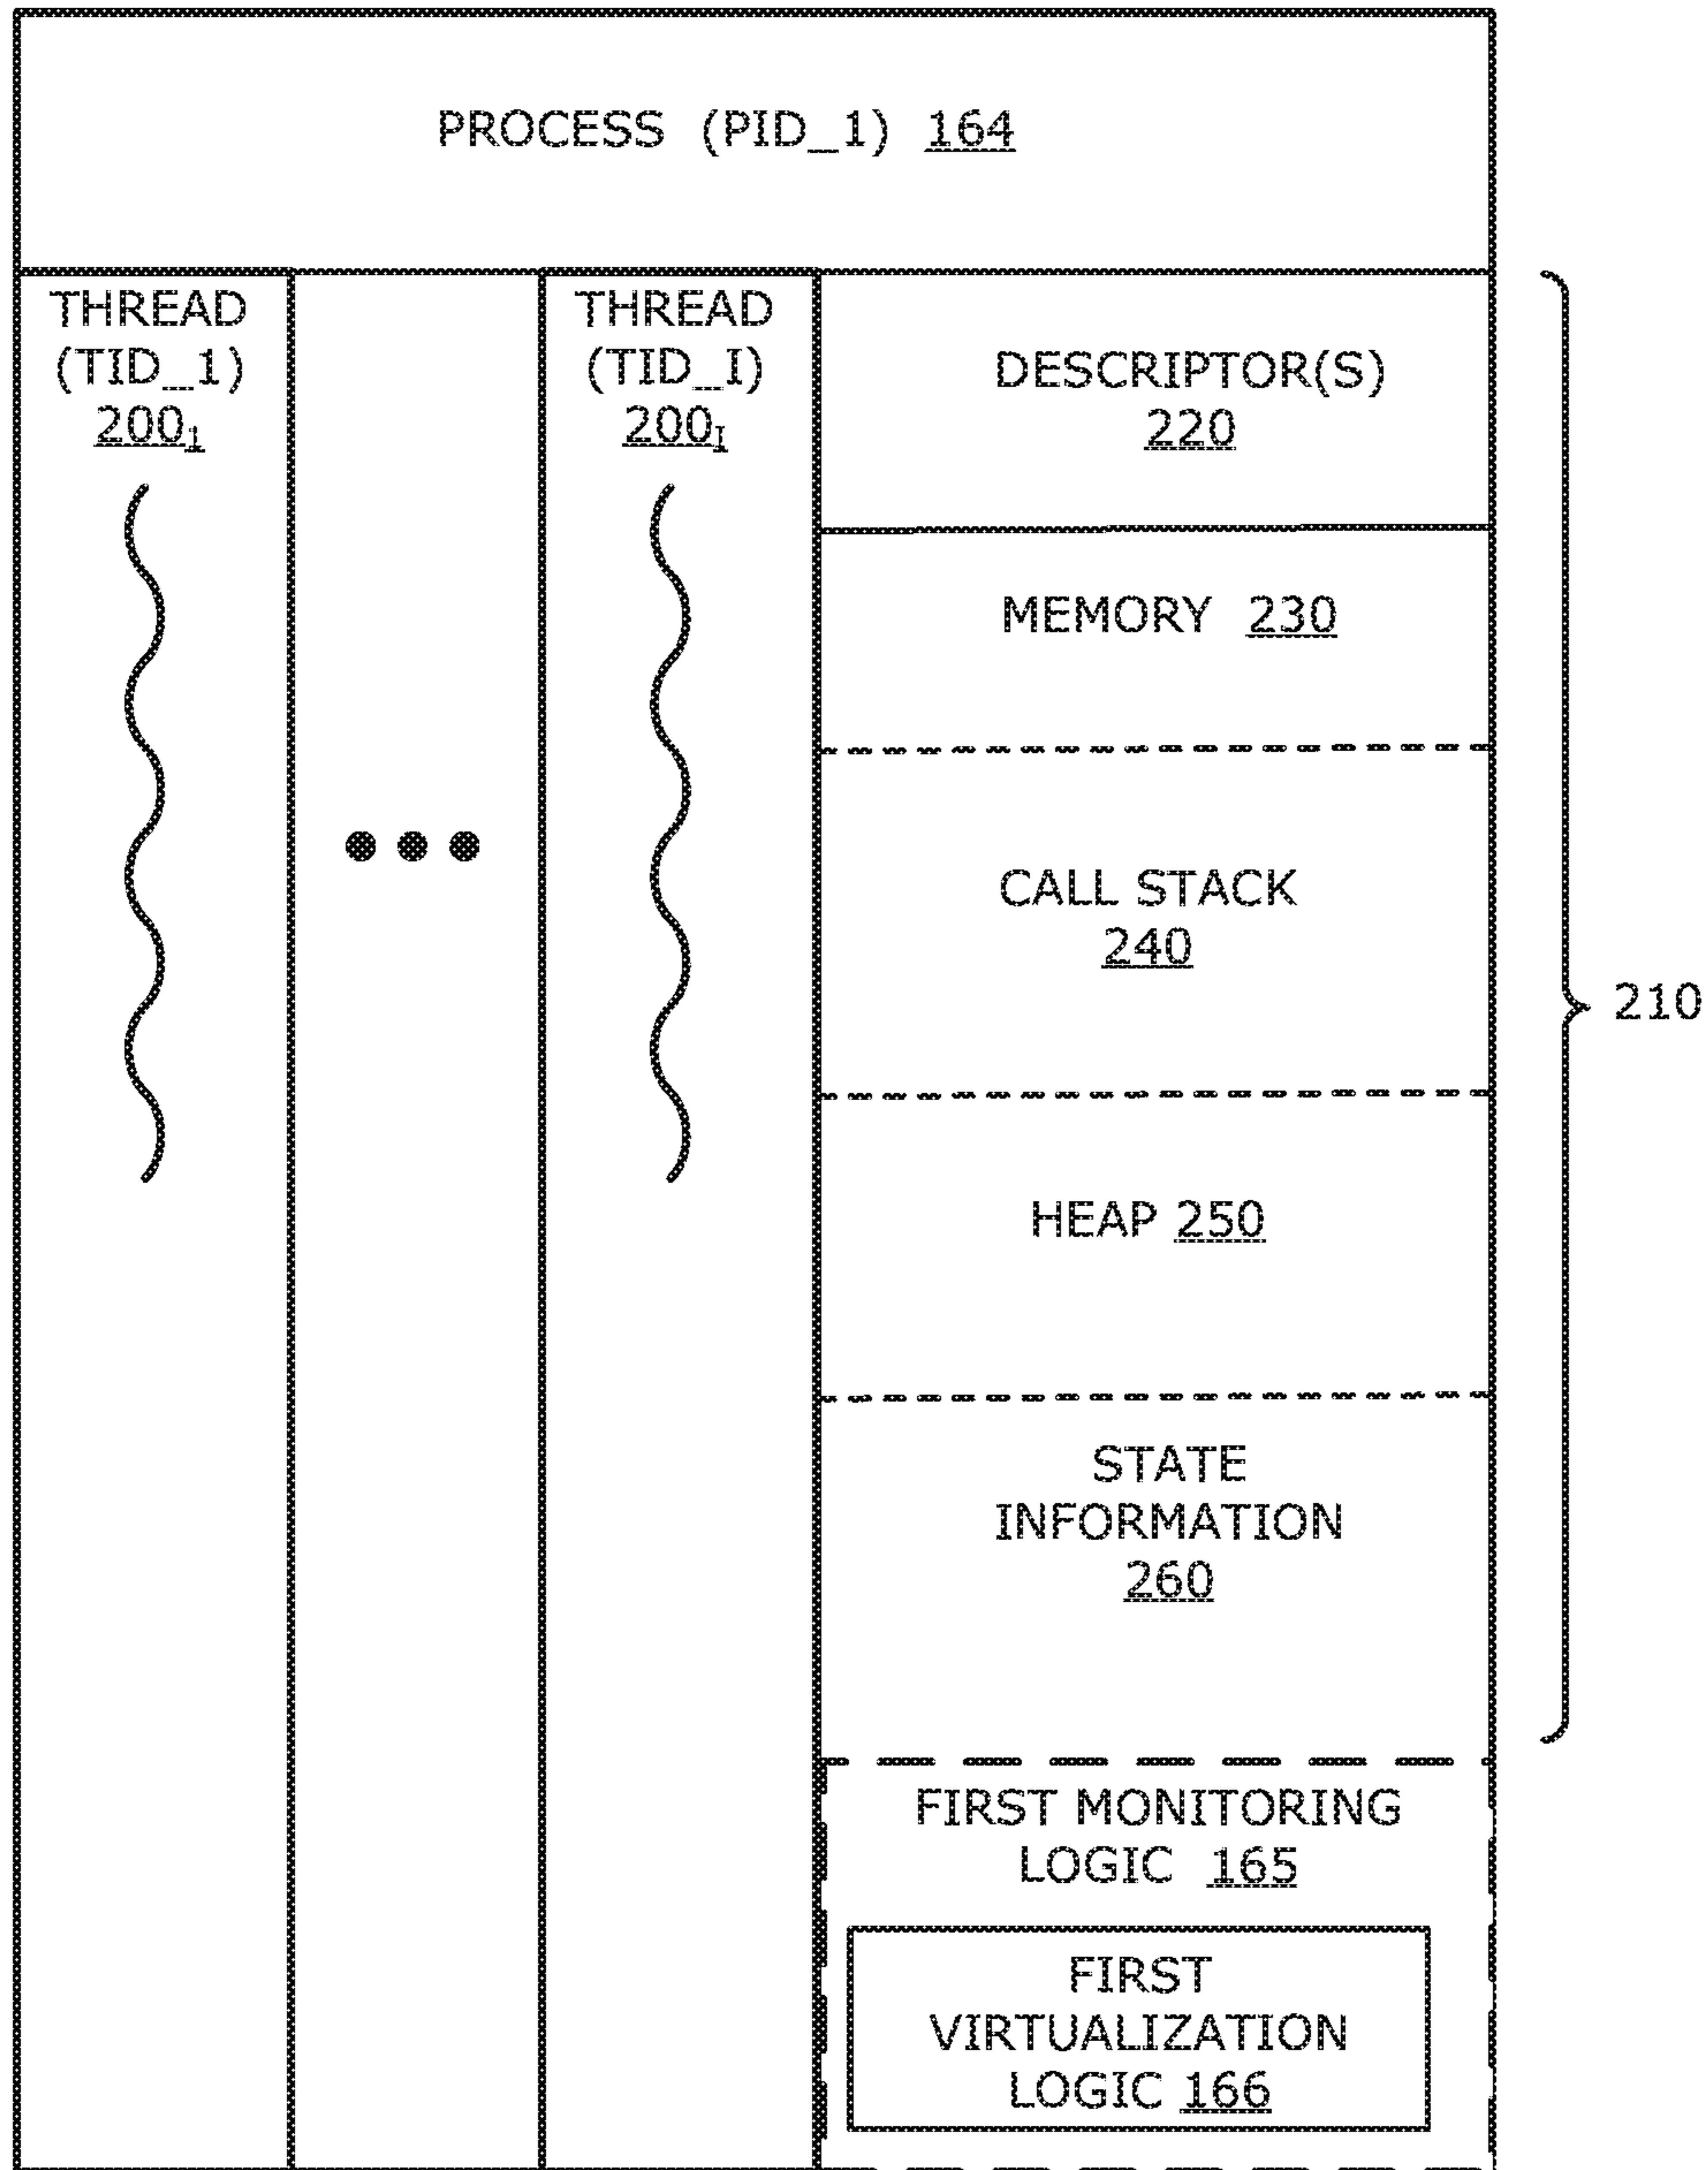 PROCESS (PID_1) 164
THREAD
(TID_1)
200₁
THREAD
(TID_I)
200I
DESCRIPTOR(S)
220
MEMORY 230
CALL STACK
240
HEAP 250
STATE
INFORMATION
260
210
FIRST MONITORING
LOGIC 165
FIRST
VIRTUALIZATION
LOGIC 166